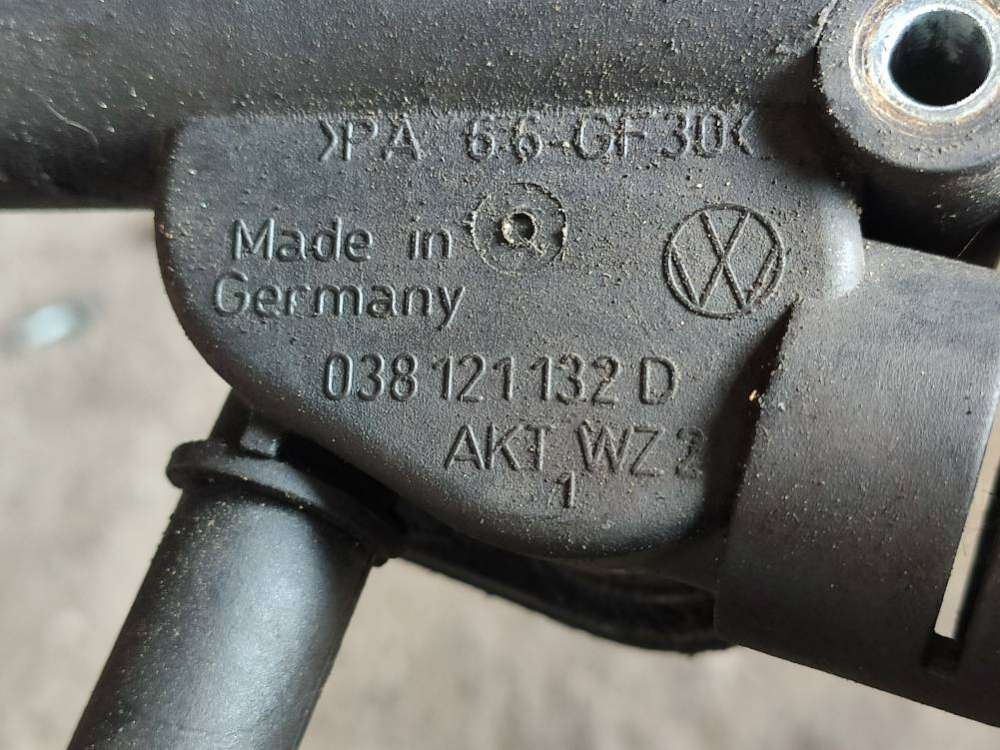 >PA 66-GF30<
Made in
Germany
038 121 132 D
AKT WZ 2
1